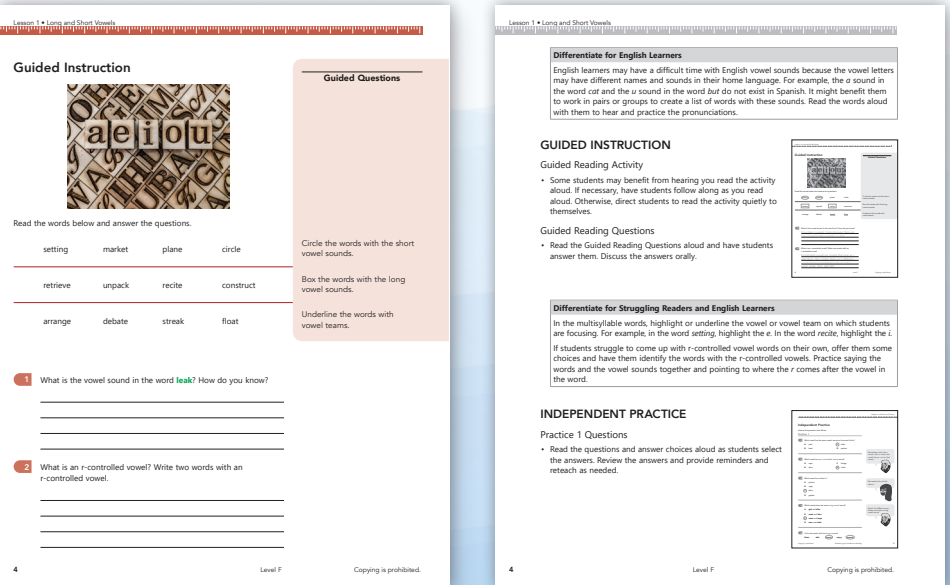 Lesson 1 • Long and Short Vowels
Guided Instruction
a e i o u
Guided Questions
Read the words below and answer the questions.
setting market plane circle
Circle the words with the short
vowel sounds.
retrieve unpack recite construct
Box the words with the long
vowel sounds.
arrange debate streak float
Underline the words with
vowel teams.
1 What is the vowel sound in the word leak? How do you know?
2 What is an r-controlled vowel? Write two words with an
r-controlled vowel.
4 Level F Copying is prohibited.
Lesson 1 • Long and Short Vowels
Differentiate for English Learners
English learners may have a difficult time with English vowel sounds because the vowel letters
may have different names and sounds in their home language. For example, the a sound in
the word cat and the u sound in the word but do not exist in Spanish. It might benefit them
to work in pairs or groups to create a list of words with these sounds. Read the words aloud
with them to hear and practice the pronunciations.
GUIDED INSTRUCTION
Guided Reading Activity
• Some students may benefit from hearing you read the activity
aloud. If necessary, have students follow along as you read
aloud. Otherwise, direct students to read the activity quietly to
themselves.
Guided Reading Questions
• Read the Guided Reading Questions aloud and have students
answer them. Discuss the answers orally.
Guided Instruction
a e i o u
Differentiate for Struggling Readers and English Learners
In the multisyllable words, highlight or underline the vowel or vowel team on which students
are focusing. For example, in the word setting, highlight the e. In the word recite, highlight the i.
If students struggle to come up with r-controlled vowel words on their own, offer them some
choices and have them identify the words with the r-controlled vowels. Practice saying the
words and the vowel sounds together and pointing to where the r comes after the vowel in
the word.
INDEPENDENT PRACTICE
Practice 1 Questions
• Read the questions and answer choices aloud as students select
the answers. Review the answers and provide reminders and
reteach as needed.
Independent Practice
4 Level F Copying is prohibited.